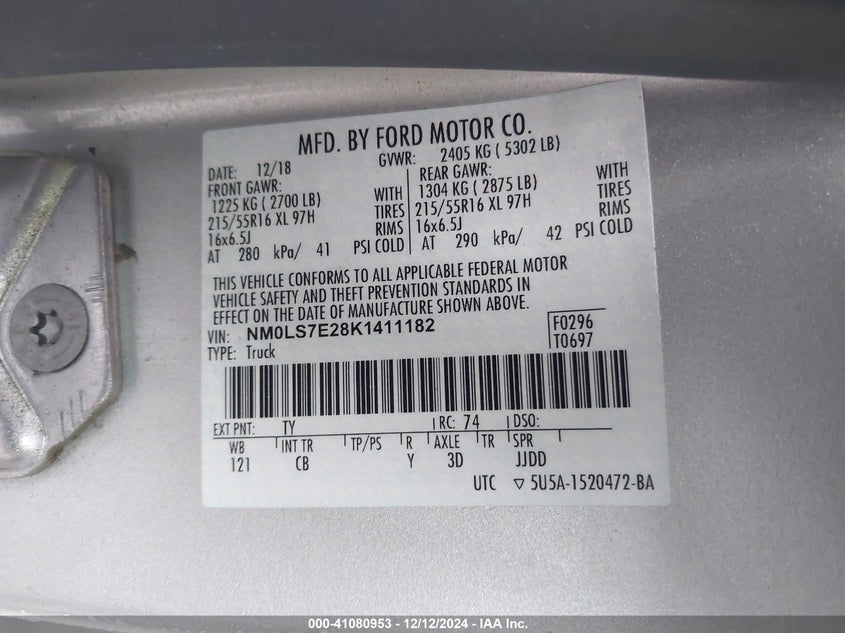 MFD. BY FORD MOTOR CO.
DATE: 12/18 GVWR: 2405 KG ( 5302 LB)
FRONT GAWR: REAR GAWR:
1225 KG ( 2700 LB) WITH 1304 KG ( 2875 LB) WITH
215/55R16 XL 97H TIRES 215/55R16 XL 97H TIRES
16x6.5J RIMS 16x6.5J RIMS
AT 280 kPa/ 41 PSI COLD AT 290 kPa/ 42 PSI COLD
THIS VEHICLE CONFORMS TO ALL APPLICABLE FEDERAL MOTOR
VEHICLE SAFETY AND THEFT PREVENTION STANDARDS IN
EFFECT ON THE DATE OF MANUFACTURE SHOWN ABOVE.
VIN: NM0LS7E28K1411182 F0296
TYPE: Truck T0697
EXT PNT: TY RC: 74 DSO:
WB INT TR TP/PS R AXLE TR SPR
121 CB Y 3D JJDD
UTC ▽ 5U5A-1520472-BA
000-41080953 - 12/12/2024 - IAA Inc.